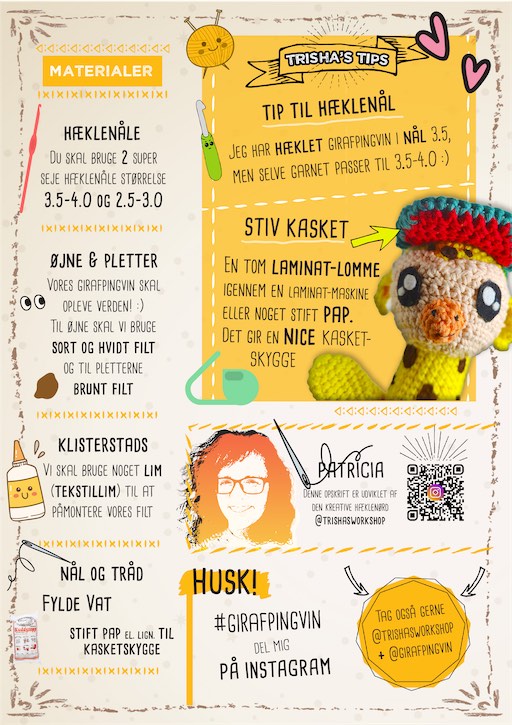 MATERIALER
HÆKLENÅLE
DU SKAL BRUGE 2 SUPER
SEJE HÆKLENÅLE STØRRELSE
3.5-4.0 OG 2.5-3.0
ØJNE & PLETTER
VORES GIRAFPINGVIN SKAL
OPLEVE VERDEN! :)
TIL ØJNE SKAL VI BRUGE
SORT OG HVIDT FILT
OG TIL PLETTERNE
BRUNT FILT
KLISTERSTADS
VI SKAL BRUGE NOGET LIM
(TEKSTILLIM) TIL AT
PÅMONTERE VORES FILT
NÅL OG TRÅD
FYLDE VAT
STIFT PAP EL. LIGN. TIL
KASKETSKYGGE
TRISHA'S TIPS
TIP TIL HÆKLENÅL
JEG HAR HÆKLET GIRAFPINGVIN I NÅL 3.5,
MEN SELVE GARNET PASSER TIL 3.5-4.0 :)
STIV KASKET
EN TOM LAMINAT-LOMME
IGENNEM EN LAMINAT-MASKINE
ELLER NOGET STIFT PAP.
DET GIR EN NICE KASKET-
SKYGGE
PATRICIA
DENNE OPSKRIFT ER UDVIKLET AF
DEN KREATIVE HÆKLENØRD
@TRISHASWORKSHOP
HUSK!
#GIRAFPINGVIN
DEL MIG
PÅ INSTAGRAM
TAG OGSÅ GERNE
@TRISHASWORKSHOP
+ @GIRAFPINGVIN